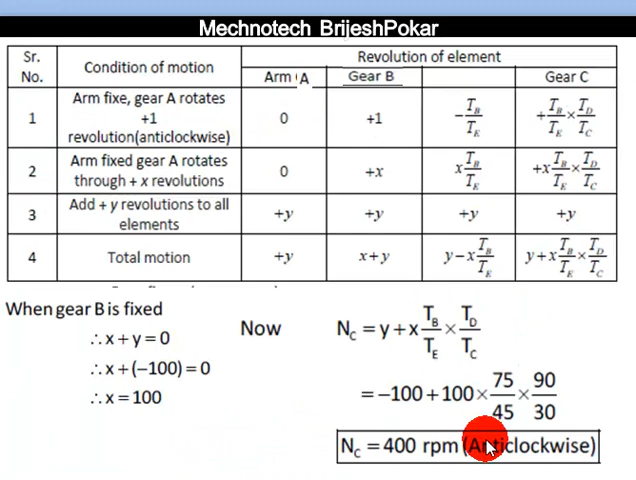 Mechnotech BrijeshPokar
Sr. No. Condition of motion Revolution of element
Arm A Gear B Gear C
1 Arm fixe, gear A rotates +1 revolution(anticlockwise) 0 +1 −T_B/T_E +T_B/T_E×T_D/T_C
2 Arm fixed gear A rotates through + x revolutions 0 +x xT_B/T_E +xT_B/T_E×T_D/T_C
3 Add + y revolutions to all elements +y +y +y +y
4 Total motion +y x+y y−xT_B/T_E y+xT_B/T_E×T_D/T_C
When gear B is fixed
∴x + y = 0
∴x + (−100) = 0
∴x = 100
Now N_C = y + x T_B/T_E × T_D/T_C
= −100 + 100 × 75/45 × 90/30
N_C = 400 rpm (Anticlockwise)